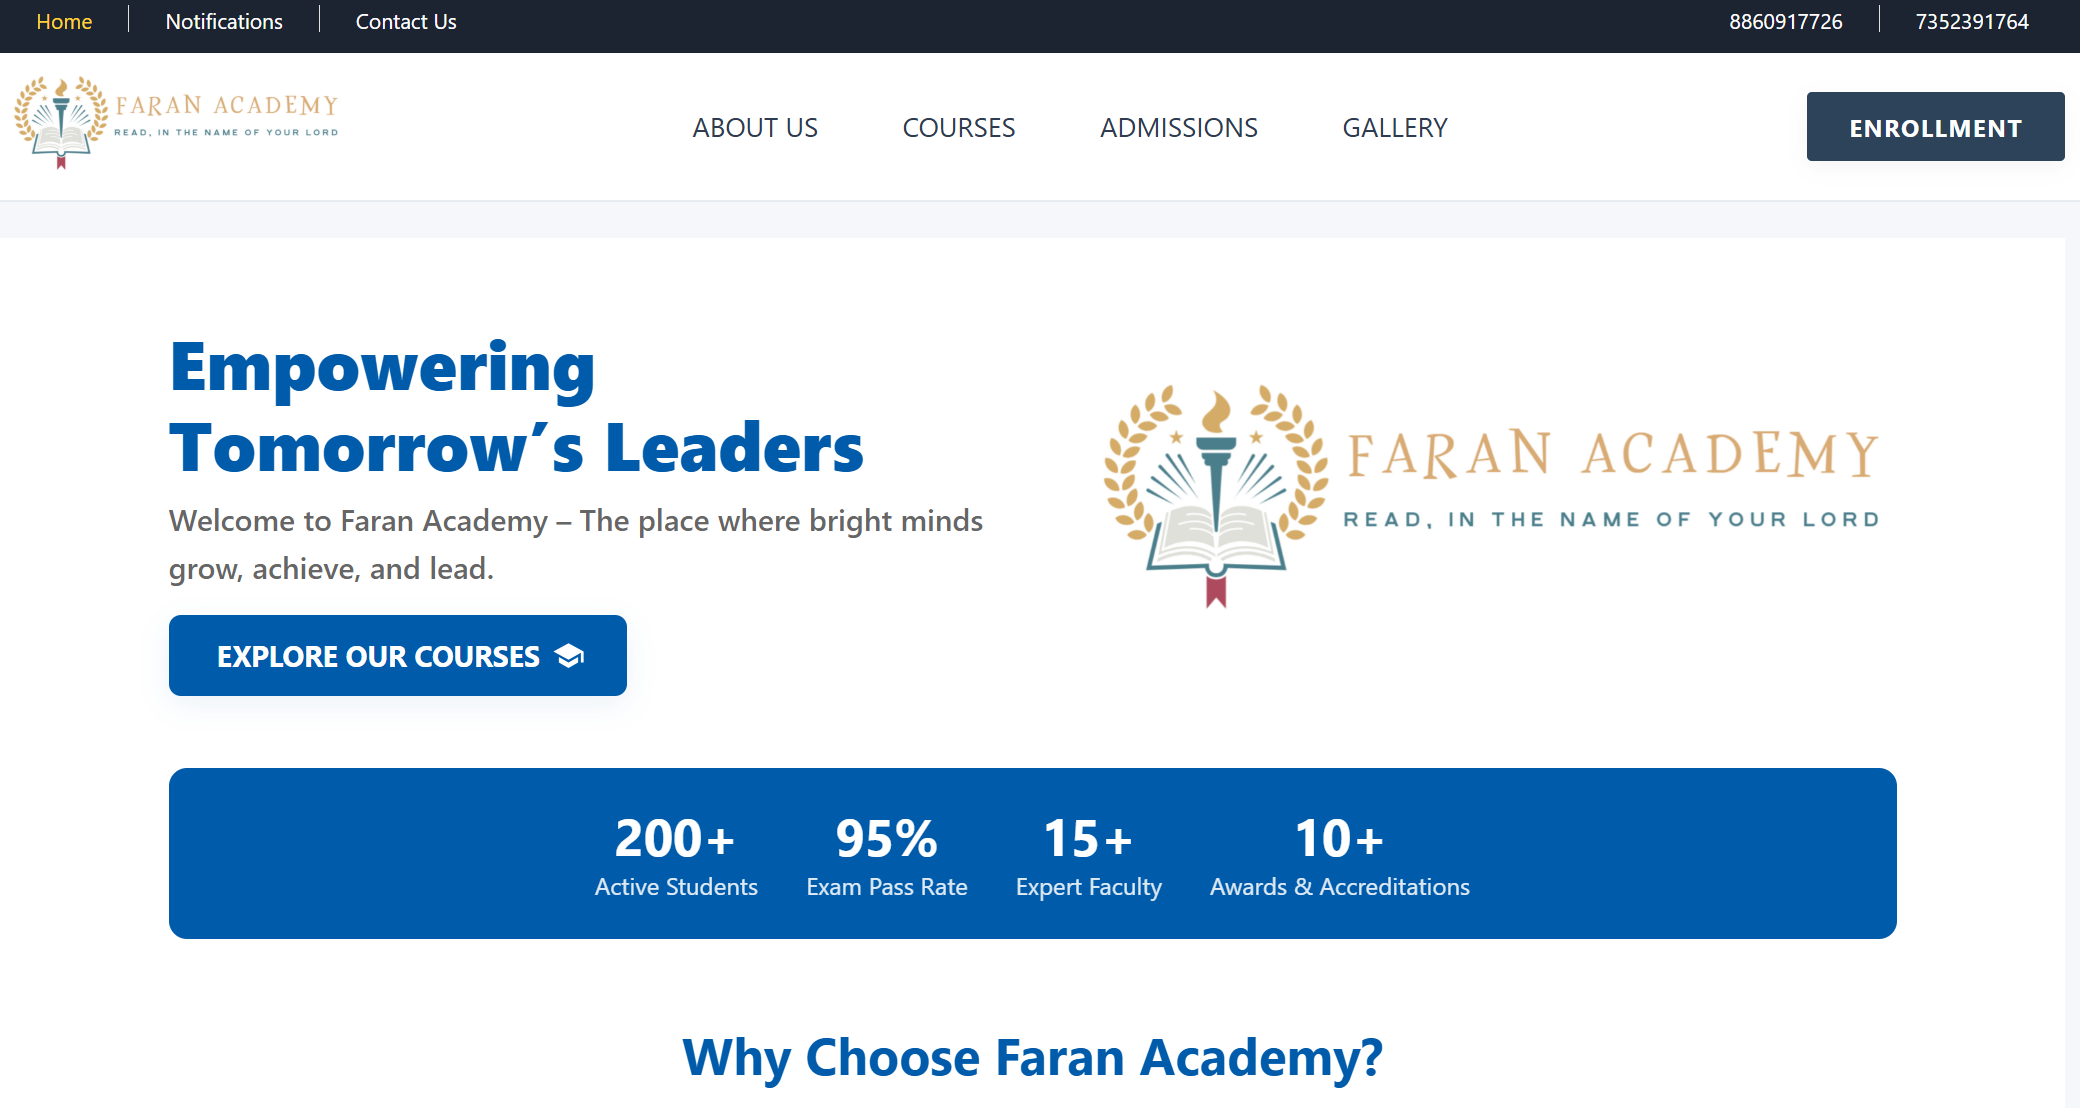 Home
Notifications
Contact Us
8860917726
7352391764
FARAN ACADEMY
READ, IN THE NAME OF YOUR LORD
ABOUT US
COURSES
ADMISSIONS
GALLERY
ENROLLMENT
Empowering
Tomorrow′s Leaders
Welcome to Faran Academy – The place where bright minds
grow, achieve, and lead.
EXPLORE OUR COURSES
FARAN ACADEMY
READ, IN THE NAME OF YOUR LORD
200+
Active Students
95%
Exam Pass Rate
15+
Expert Faculty
10+
Awards & Accreditations
Why Choose Faran Academy?